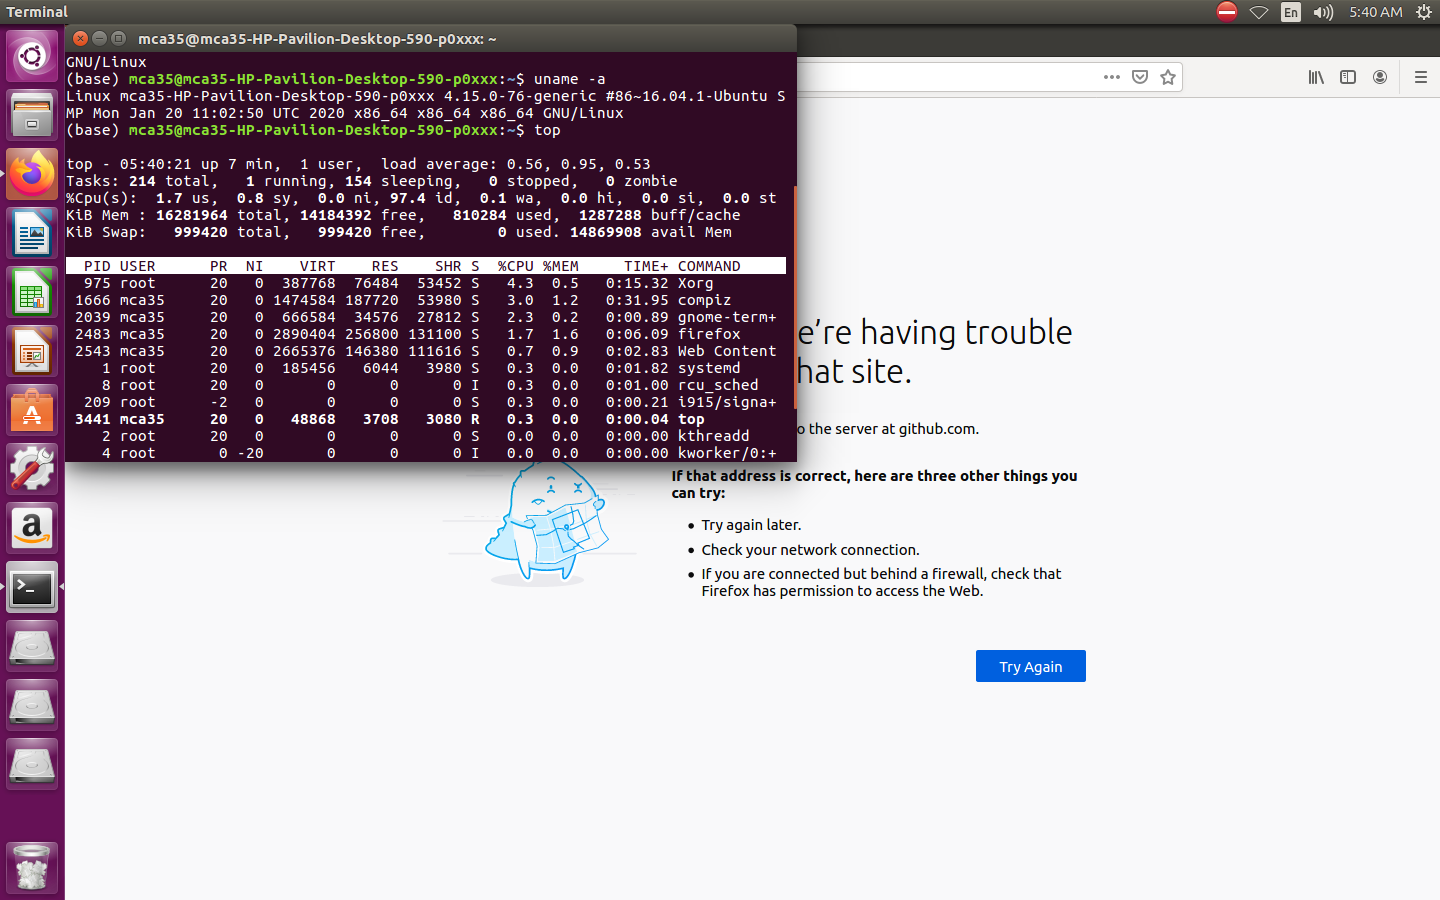 Terminal
En
5:40 AM
mca35@mca35-HP-Pavilion-Desktop-590-p0xxx: ~
GNU/Linux
(base) mca35@mca35-HP-Pavilion-Desktop-590-p0xxx:~$ uname -a
Linux mca35-HP-Pavilion-Desktop-590-p0xxx 4.15.0-76-generic #86~16.04.1-Ubuntu S
MP Mon Jan 20 11:02:50 UTC 2020 x86_64 x86_64 x86_64 GNU/Linux
(base) mca35@mca35-HP-Pavilion-Desktop-590-p0xxx:~$ top
top - 05:40:21 up 7 min,  1 user,  load average: 0.56, 0.95, 0.53
Tasks: 214 total,   1 running, 154 sleeping,   0 stopped,   0 zombie
%Cpu(s):  1.7 us,  0.8 sy,  0.0 ni, 97.4 id,  0.1 wa,  0.0 hi,  0.0 si,  0.0 st
KiB Mem : 16281964 total, 14184392 free,   810284 used,  1287288 buff/cache
KiB Swap:   999420 total,   999420 free,        0 used. 14869908 avail Mem
PID USER      PR  NI    VIRT    RES    SHR S  %CPU %MEM     TIME+ COMMAND
975 root      20   0  387768  76484  53452 S   4.3  0.5   0:15.32 Xorg
1666 mca35     20   0 1474584 187720  53980 S   3.0  1.2   0:31.95 compiz
2039 mca35     20   0  666584  34576  27812 S   2.3  0.2   0:00.89 gnome-term+
2483 mca35     20   0 2890404 256800 131100 S   1.7  1.6   0:06.09 firefox
2543 mca35     20   0 2665376 146380 111616 S   0.7  0.9   0:02.83 Web Content
1 root      20   0  185456   6044   3980 S   0.3  0.0   0:01.82 systemd
8 root      20   0       0      0      0 I   0.3  0.0   0:01.00 rcu_sched
209 root      -2   0       0      0      0 S   0.3  0.0   0:00.21 i915/signa+
3441 mca35     20   0   48868   3708   3080 R   0.3  0.0   0:00.04 top
2 root      20   0       0      0      0 S   0.0  0.0   0:00.00 kthreadd
4 root       0 -20       0      0      0 I   0.0  0.0   0:00.00 kworker/0:+
e're having trouble
hat site.
o the server at github.com.
If that address is correct, here are three other things you
can try:
• Try again later.
• Check your network connection.
• If you are connected but behind a firewall, check that
Firefox has permission to access the Web.
Try Again